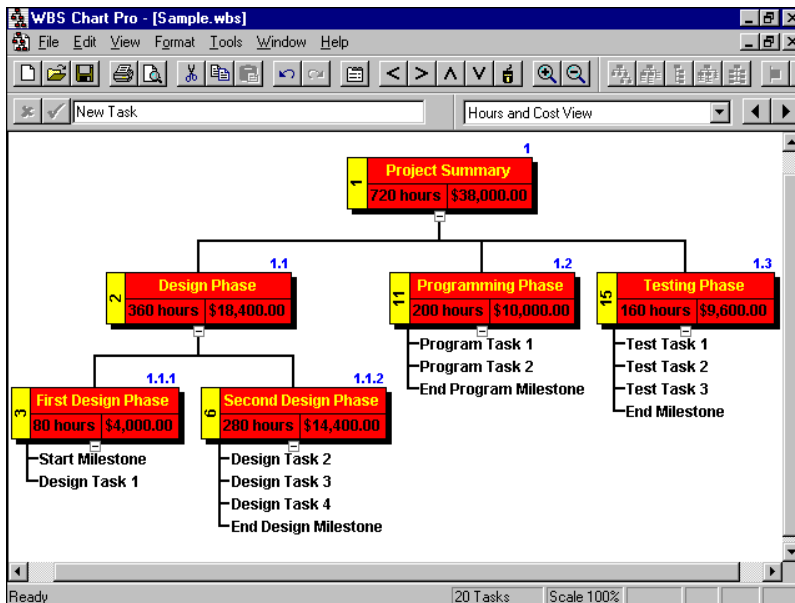 WBS Chart Pro - [Sample.wbs]
File Edit View Format Tools Window Help
New Task
Hours and Cost View
1
1
Project Summary
720 hours $38,000.00
1.1
2
Design Phase
360 hours $18,400.00
1.2
11
Programming Phase
200 hours $10,000.00
1.3
15
Testing Phase
160 hours $9,600.00
Program Task 1
Program Task 2
End Program Milestone
Test Task 1
Test Task 2
Test Task 3
End Milestone
1.1.1
3
First Design Phase
80 hours $4,000.00
1.1.2
6
Second Design Phase
280 hours $14,400.00
Start Milestone
Design Task 1
Design Task 2
Design Task 3
Design Task 4
End Design Milestone
Ready
20 Tasks
Scale 100%